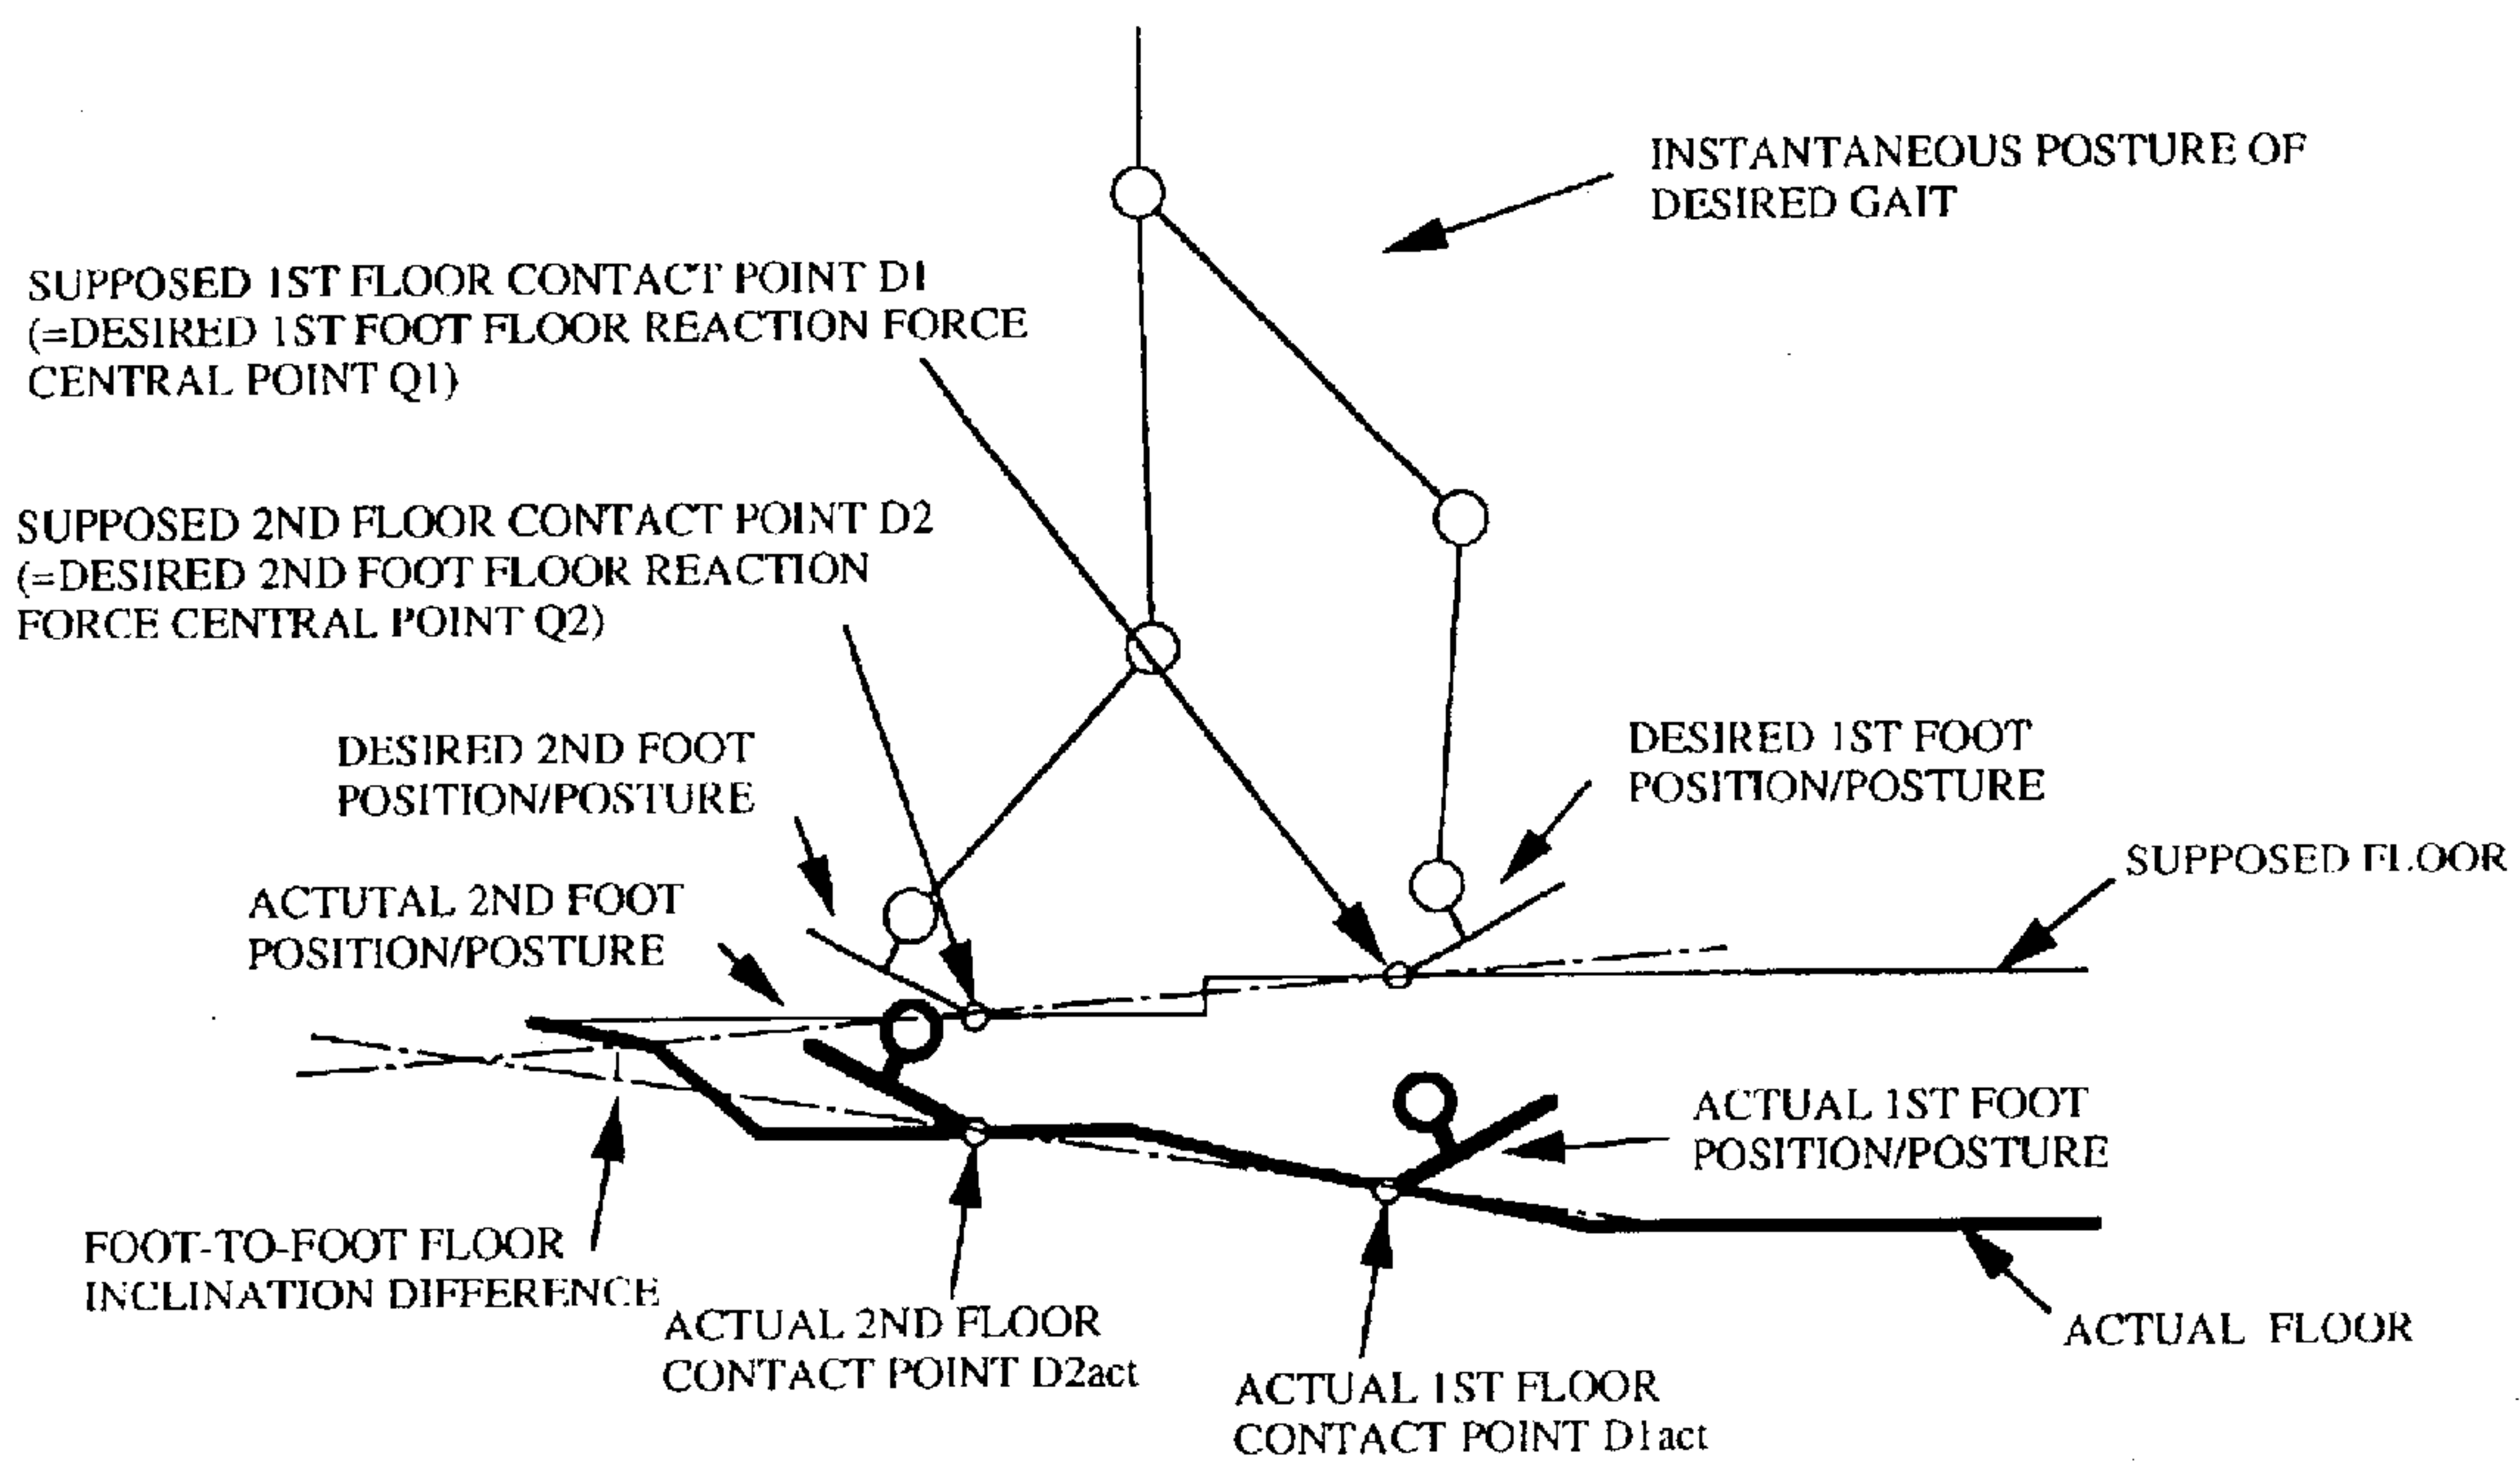 INSTANTANEOUS POSTURE OF
DESIRED GAIT
SUPPOSED 1ST FLOOR CONTACT POINT D1
(=DESIRED 1ST FOOT FLOOR REACTION FORCE
CENTRAL POINT Q1)
SUPPOSED 2ND FLOOR CONTACT POINT D2
(=DESIRED 2ND FOOT FLOOR REACTION
FORCE CENTRAL POINT Q2)
DESIRED 2ND FOOT
POSITION/POSTURE
DESIRED 1ST FOOT
POSITION/POSTURE
SUPPOSED FLOOR
ACTUTAL 2ND FOOT
POSITION/POSTURE
ACTUAL 1ST FOOT
POSITION/POSTURE
FOOT-TO-FOOT FLOOR
INCLINATION DIFFERENCE
ACTUAL 2ND FLOOR
CONTACT POINT D2act
ACTUAL FLOOR
ACTUAL 1ST FLOOR
CONTACT POINT D1act